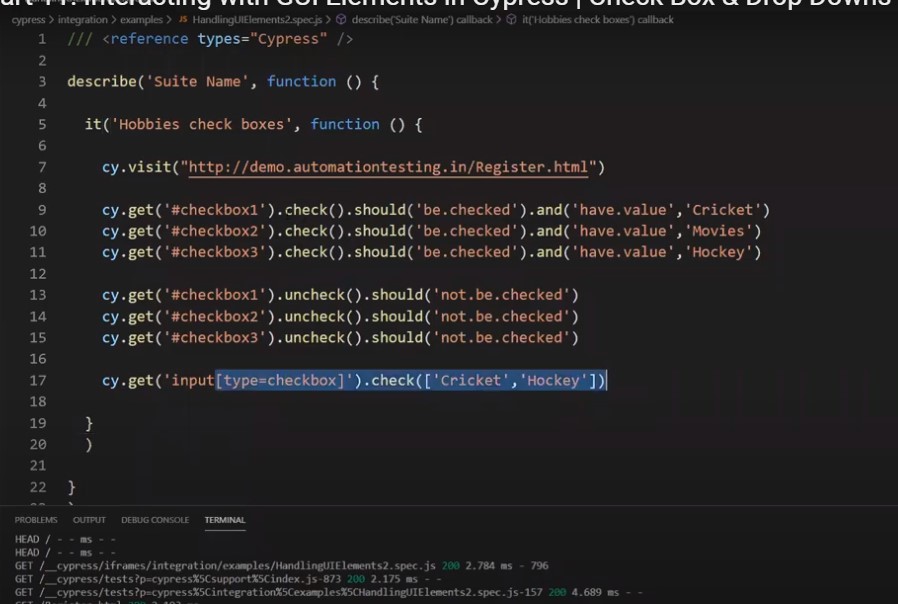 art - 11: Interacting with GUI Elements in Cypress | Check Box & Drop Downs
cypress > integration > examples > JS HandlingUIElements2.spec.js > describe('Suite Name') callback > it('Hobbies check boxes') callback
1 /// <reference types="Cypress" />
2
3 describe('Suite Name', function () {
4
5 it('Hobbies check boxes', function () {
6
7 cy.visit("http://demo.automationtesting.in/Register.html")
8
9 cy.get('#checkbox1').check().should('be.checked').and('have.value','Cricket')
10 cy.get('#checkbox2').check().should('be.checked').and('have.value','Movies')
11 cy.get('#checkbox3').check().should('be.checked').and('have.value','Hockey')
12
13 cy.get('#checkbox1').uncheck().should('not.be.checked')
14 cy.get('#checkbox2').uncheck().should('not.be.checked')
15 cy.get('#checkbox3').uncheck().should('not.be.checked')
16
17 cy.get('input[type=checkbox]').check(['Cricket','Hockey'])
18
19 }
20 )
21
22 }
PROBLEMS OUTPUT DEBUG CONSOLE TERMINAL
HEAD / - - ms - -
HEAD / - - ms - -
GET /__cypress/iframes/integration/examples/HandlingUIElements2.spec.js 200 2.784 ms - 796
GET /__cypress/tests?p=cypress%5Csupport%5Cindex.js-873 200 2.175 ms - -
GET /__cypress/tests?p=cypress%5Cintegration%5Cexamples%5CHandlingUIElements2.spec.js-157 200 4.689 ms - -